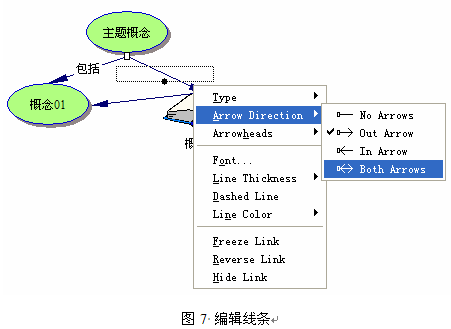 主题概念
包括
概念01
概
Type
Arrow Direction
Arrowheads
Font...
Line Thickness
Dashed Line
Line Color
Freeze Link
Reverse Link
Hide Link
No Arrows
Out Arrow
In Arrow
Both Arrows
图 7 编辑线条